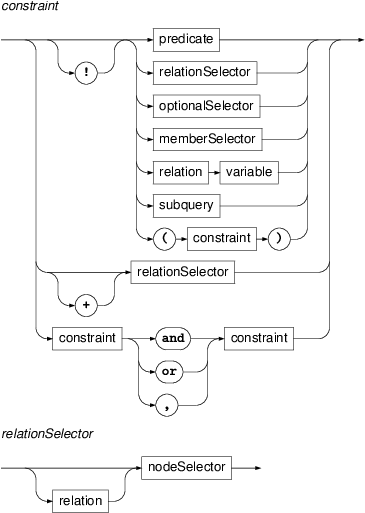 constraint
predicate
!
relationSelector
optionalSelector
memberSelector
relation variable
subquery
( constraint )
relationSelector
+
constraint and constraint
or
,
relationSelector
nodeSelector
relation